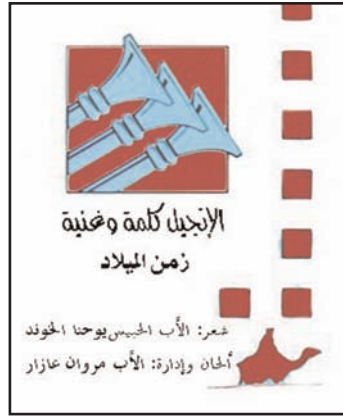 الإنجيل كلمة وغنية
زمن الميلاد
شعر: الأب الحبيس يوحنا الخوند
ألحان وإدارة: الأب مروان عازار